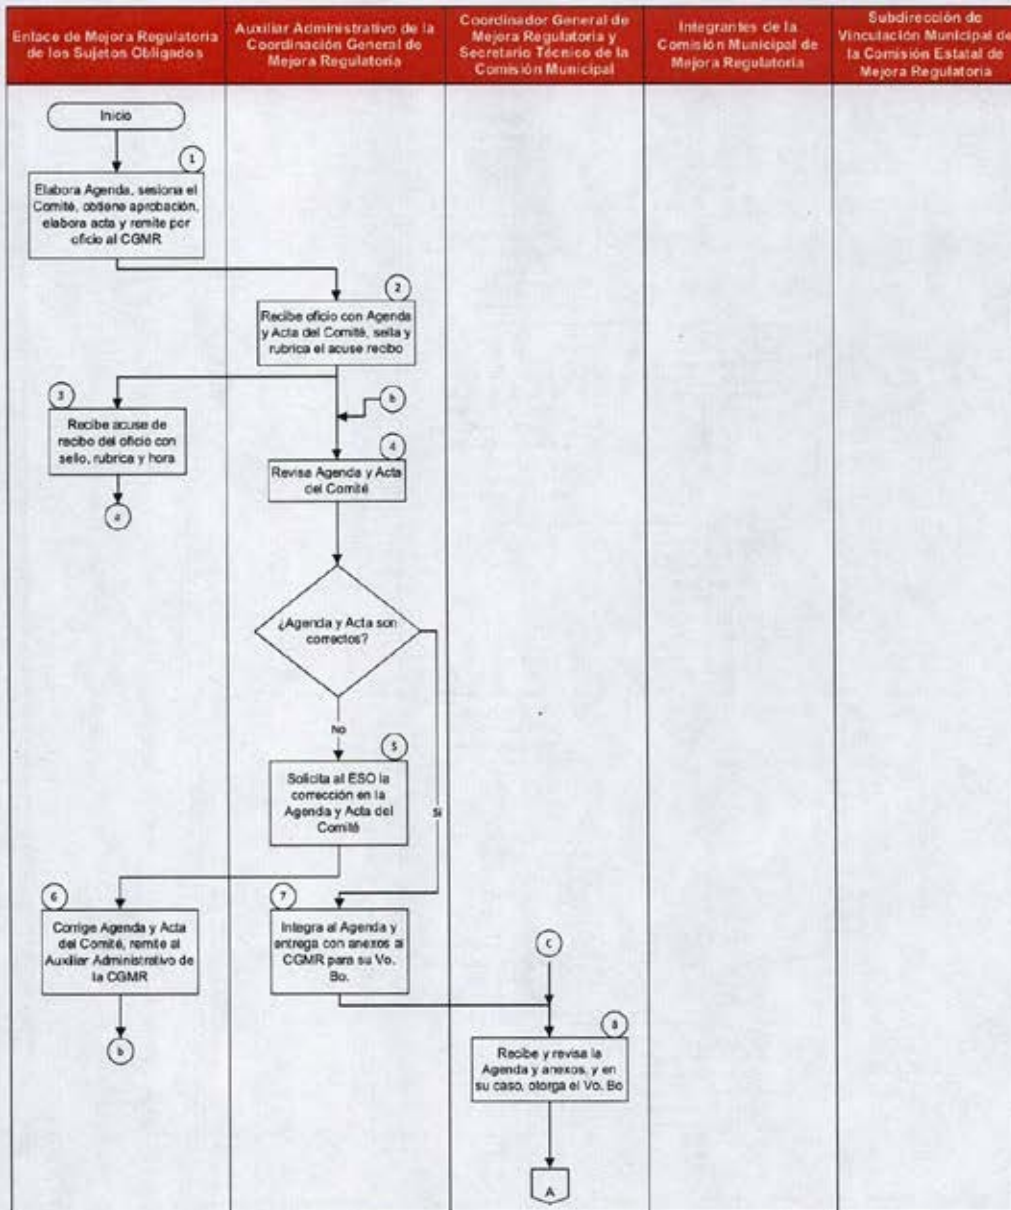 Enlace de Mejora Regulatoria
de los Sujetos Obligados
Auxiliar Administrativo de la
Coordinación General de
Mejora Regulatoria
Coordinador General de
Mejora Regulatoria y
Secretario Técnico de la
Comisión Municipal
Integrantes de la
Comisión Municipal de
Mejora Regulatoria
Subdirección de
Vinculación Municipal de
la Comisión Estatal de
Mejora Regulatoria
Inicio
1
Elabora Agenda, sesiona el
Comité, obtiene aprobación,
elabora acta y remite por
oficio al CGMR
2
Recibe oficio con Agenda
y Acta del Comité, sella y
rubrica el acuse recibo
3
Recibe acuse de
recibo del oficio con
sello, rubrica y hora
a
b
4
Revisa Agenda y Acta
del Comité
¿Agenda y Acta son
correctos?
No
Si
5
Solicita al ESO la
corrección en la
Agenda y Acta del
Comité
6
Corrige Agenda y Acta
del Comité, remite al
Auxiliar Administrativo de
la CGMR
b
7
Integra al Agenda y
entrega con anexos al
CGMR para su Vo.
Bo.
C
8
Recibe y revisa la
Agenda y anexos, y en
su caso, otorga el Vo. Bo
A